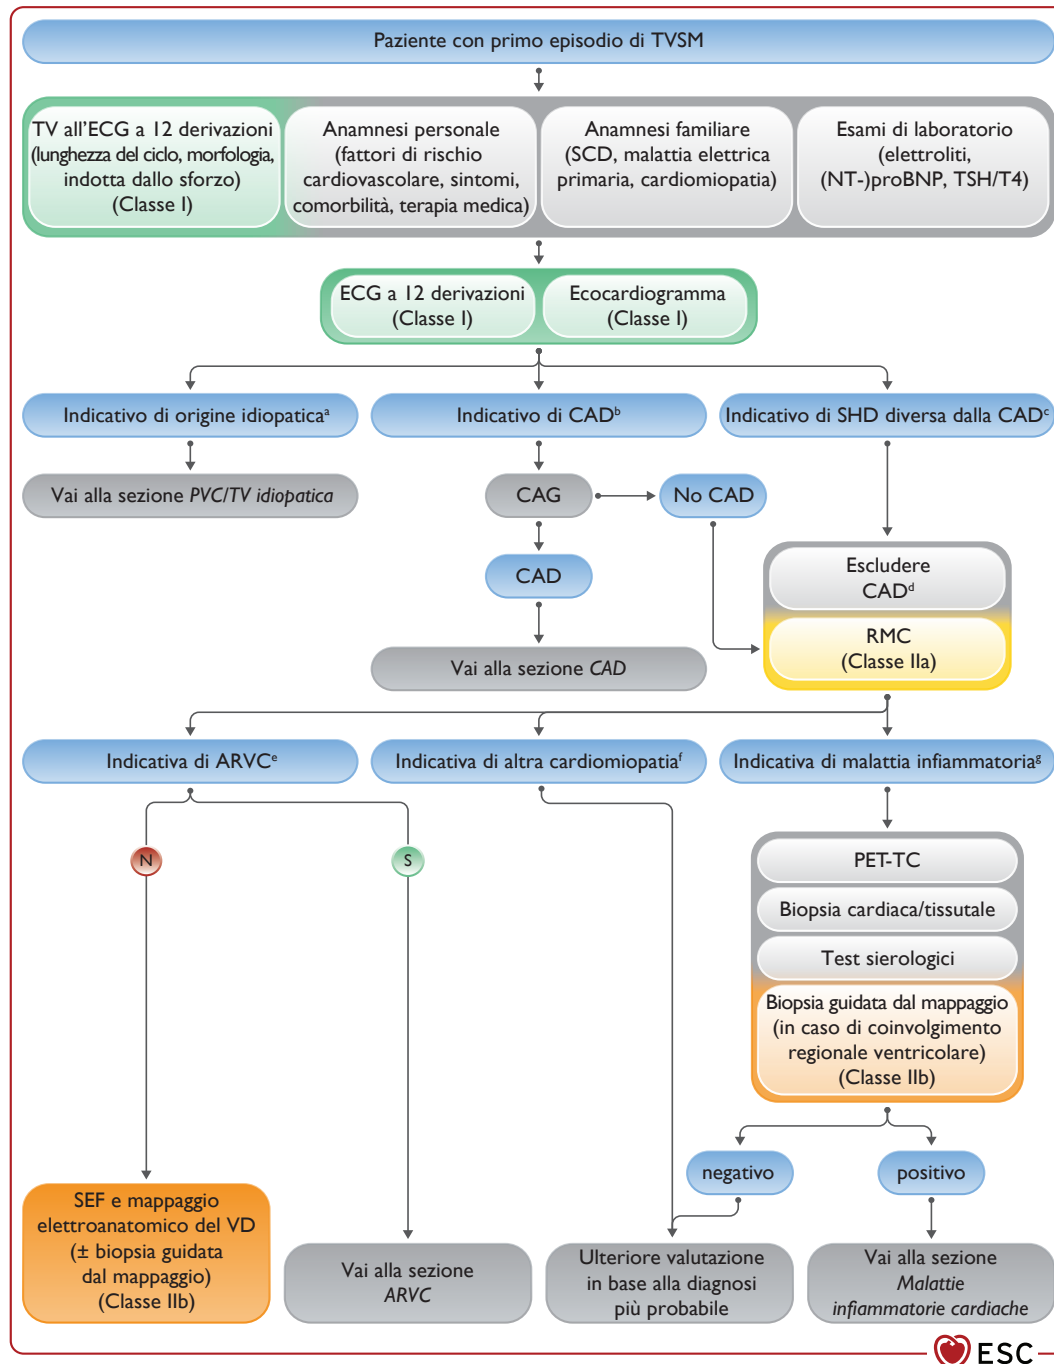 Paziente con primo episodio di TVSM
TV all'ECG a 12 derivazioni
(lunghezza del ciclo, morfologia,
indotta dallo sforzo)
(Classe I)
Anamnesi personale
(fattori di rischio
cardiovascolare, sintomi,
comorbilità, terapia medica)
Anamnesi familiare
(SCD, malattia elettrica
primaria, cardiomiopatia)
Esami di laboratorio
(elettroliti,
(NT-)proBNP, TSH/T4)
ECG a 12 derivazioni
(Classe I)
Ecocardiogramma
(Classe I)
Indicativo di origine idiopatica^a
Indicativo di CAD^b
Indicativo di SHD diversa dalla CAD^c
Vai alla sezione PVC/TV idiopatica
CAG
No CAD
CAD
Escludere
CAD^d
RMC
(Classe IIa)
Vai alla sezione CAD
Indicativa di ARVC^e
Indicativa di altra cardiomiopatia^f
Indicativa di malattia infiammatoria^g
N
S
PET-TC
Biopsia cardiaca/tissutale
Test sierologici
Biopsia guidata dal mappaggio
(in caso di coinvolgimento
regionale ventricolare)
(Classe IIb)
negativo
positivo
SEF e mappaggio
elettroanatomico del VD
(± biopsia guidata
dal mappaggio)
(Classe IIb)
Vai alla sezione
ARVC
Ulteriore valutazione
in base alla diagnosi
più probabile
Vai alla sezione
Malattie
infiammatorie cardiache
ESC